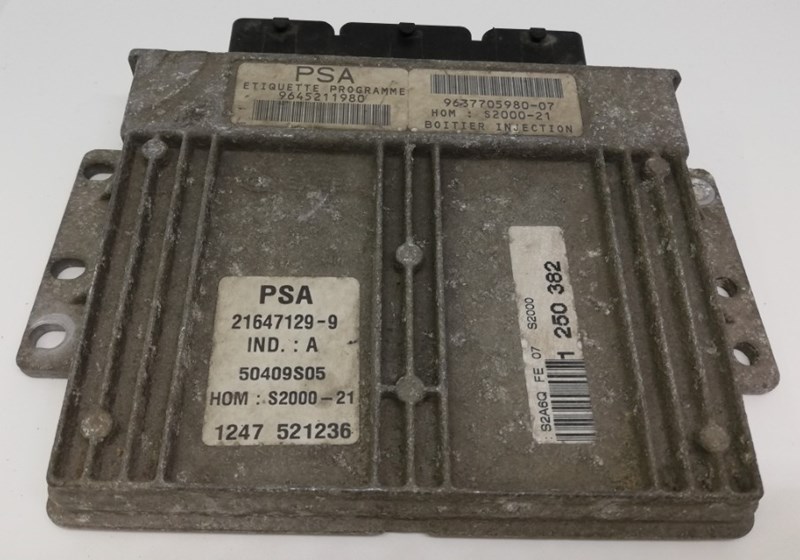 PSA
ETIQUETTE PROGRAMME
9645211980
9637705980-07
HOM : S2000-21
BOITIER INJECTION
PSA
21647129-9
IND. : A
50409S05
HOM : S2000-21
1247 521236
1 250 382
: S2A6Q FE 07 S2000